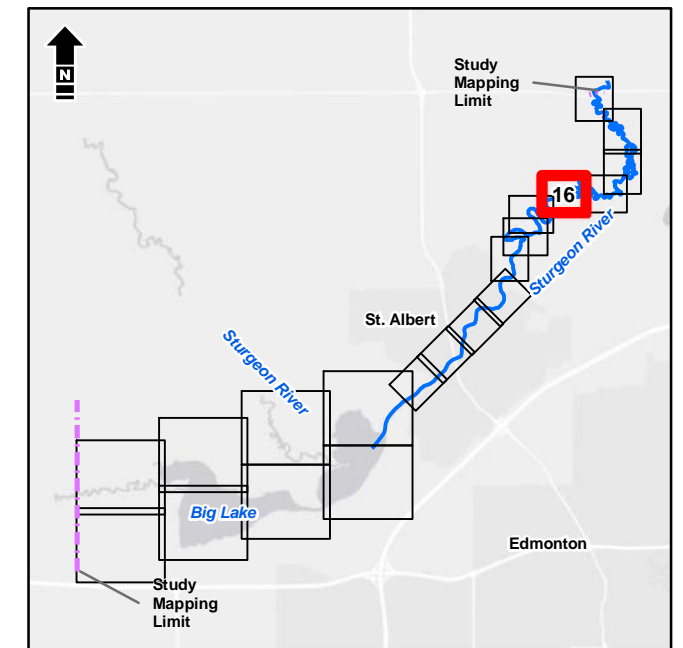 N
Study
Mapping
Limit
16
Sturgeon River
St. Albert
Sturgeon River
Big Lake
Edmonton
Study
Mapping
Limit